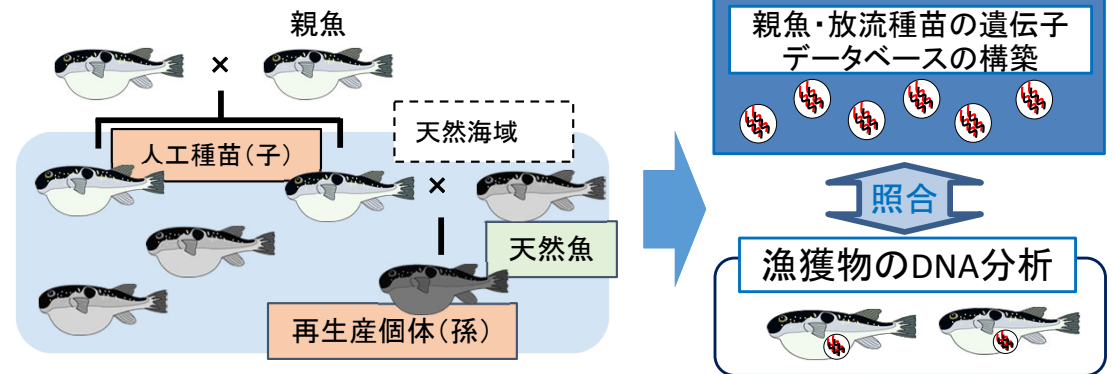 親魚
×
人工種苗(子)
天然海域
×
天然魚
再生産個体(孫)
親魚・放流種苗の遺伝子
データベースの構築
照合
漁獲物のDNA分析